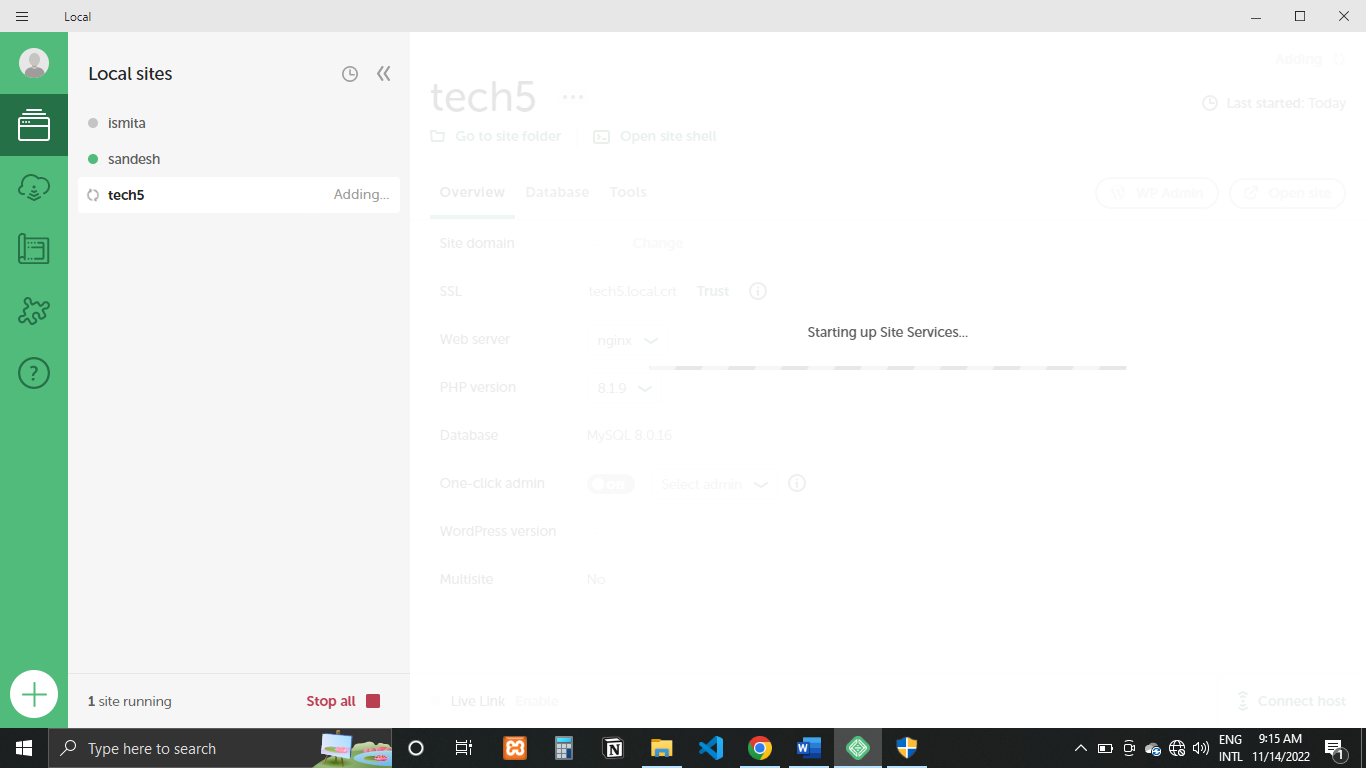 Local
Local sites
ismita
sandesh
tech5 Adding...
1 site running Stop all
Adding
tech5 ...
Last started: Today
Go to site folder Open site shell
Overview Database Tools WP Admin Open site
Site domain Change
SSL tech5.local.crt Trust
Web server nginx
Starting up Site Services...
PHP version 8.1.9
Database MySQL 8.0.16
One-click admin Select admin
WordPress version
Multisite No
Live Link Enable Connect host
Type here to search
ENG
INTL
9:15 AM
11/14/2022
1